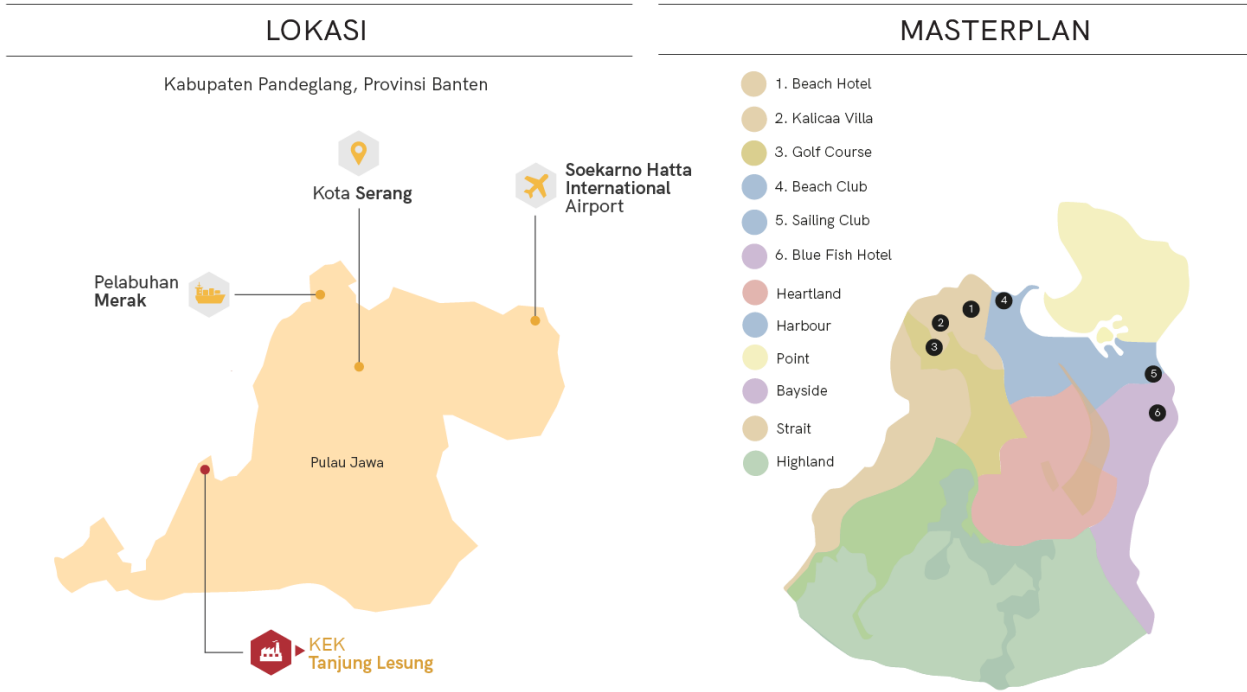 LOKASI
Kabupaten Pandeglang, Provinsi Banten
Kota Serang
Soekarno Hatta
International
Airport
Pelabuhan
Merak
Pulau Jawa
KEK
Tanjung Lesung
MASTERPLAN
1. Beach Hotel
2. Kalicaa Villa
3. Golf Course
4. Beach Club
5. Sailing Club
6. Blue Fish Hotel
Heartland
Harbour
Point
Bayside
Strait
Highland
1
2
3
4
5
6